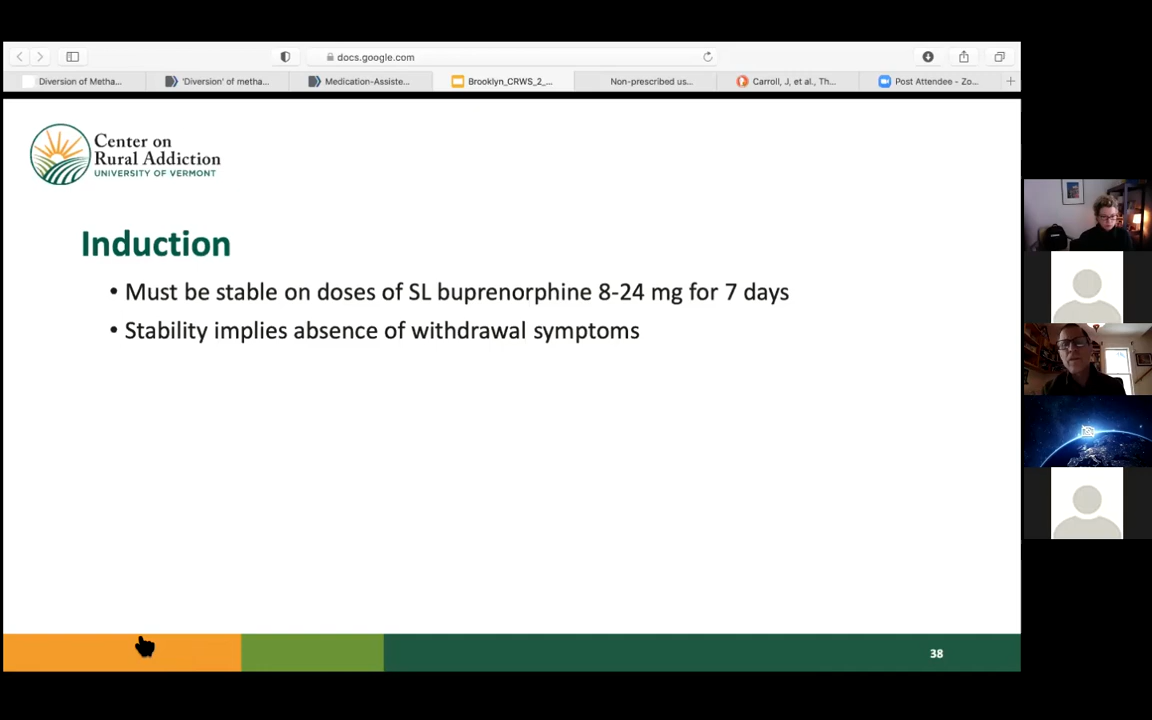 docs.google.com
Diversion of Metha...
'Diversion' of metha...
Medication-Assiste...
Brooklyn_CRWS_2_...
Non-prescribed us...
Carroll, J, et al., Th...
Post Attendee - Zo...
Center on
Rural Addiction
UNIVERSITY OF VERMONT
Induction
• Must be stable on doses of SL buprenorphine 8-24 mg for 7 days
• Stability implies absence of withdrawal symptoms
38